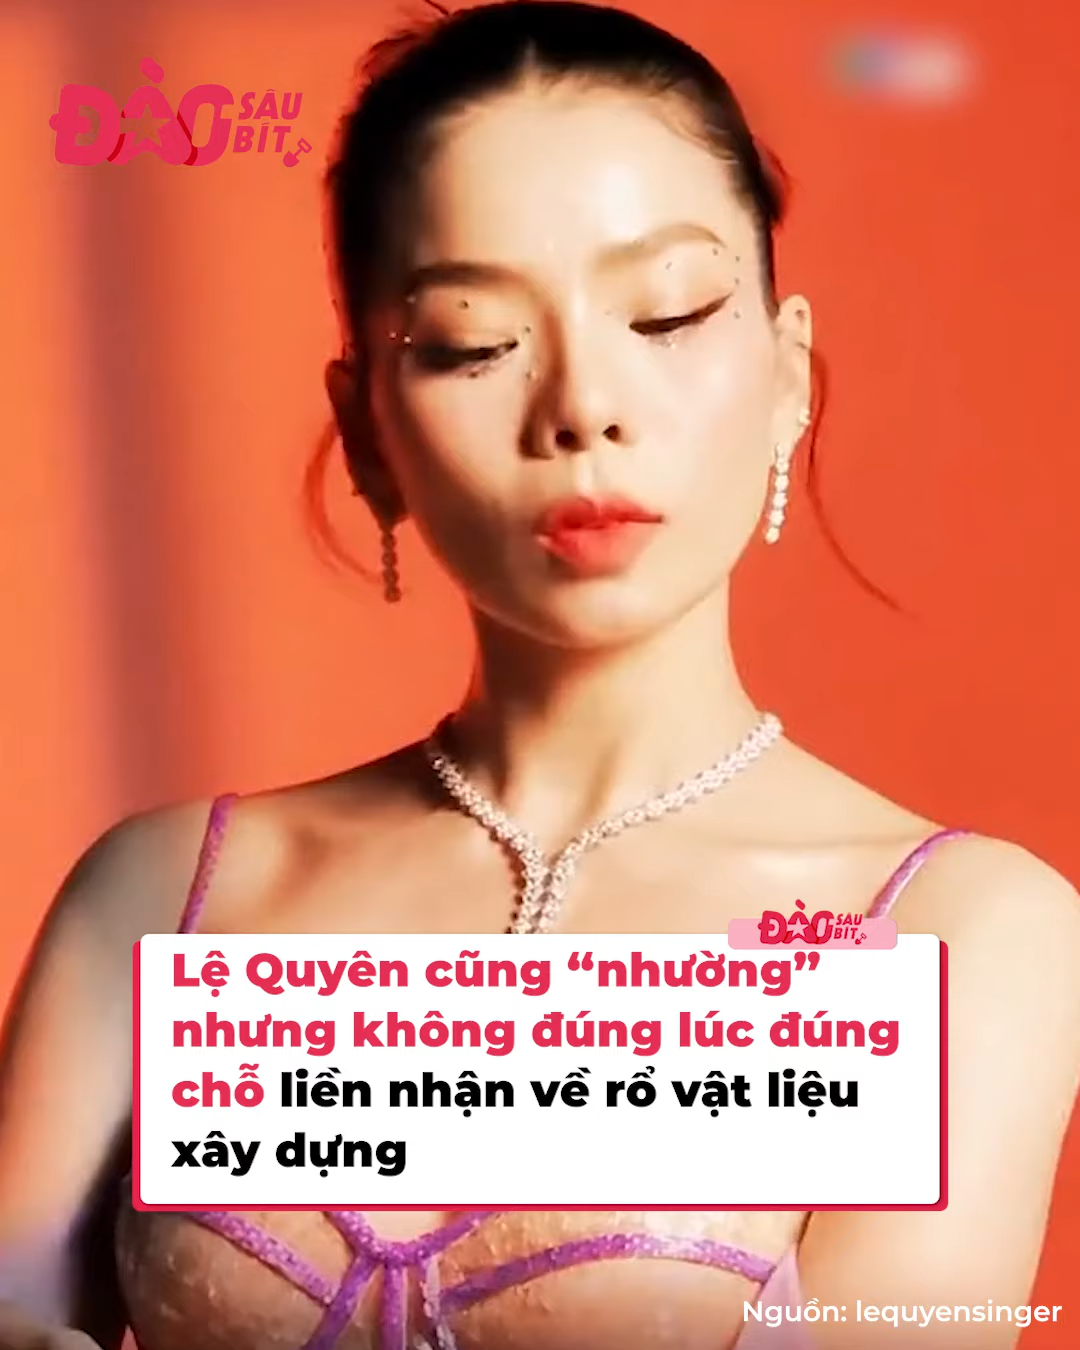 ĐÀO SÂU
BÍT
ĐÀO SÂU
BÍT
Lệ Quyên cũng “nhường”
nhưng không đúng lúc đúng
chỗ liền nhận về rổ vật liệu
xây dựng
Nguồn: lequyensinger